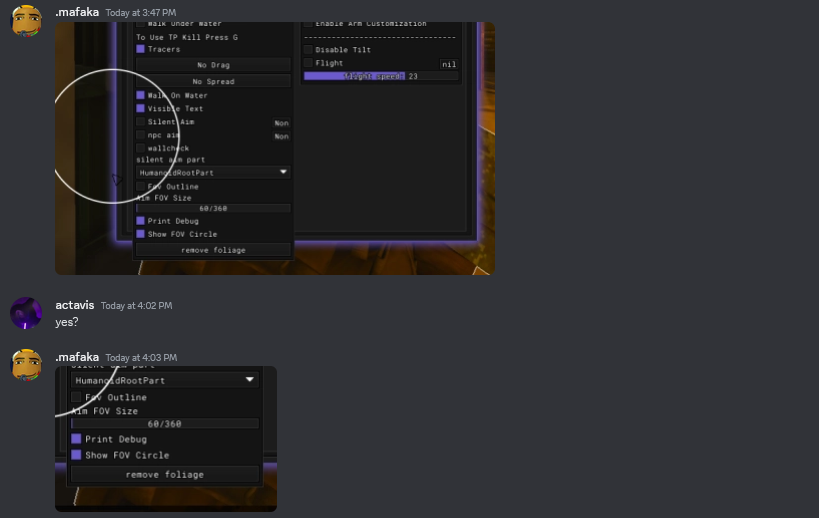 .mafaka Today at 3:47 PM
Walk Under Water
To Use TP Kill Press G
Tracers
No Drag
No Spread
Walk On Water
Visible Text
Silent Aim Non
npc aim Non
wallcheck
silent aim part
HumanoidRootPart
Fov Outline
Aim FOV Size
60/360
Print Debug
Show FOV Circle
remove foliage
Enable Arm Customization
Disable Tilt
Flight nil
flight speed: 23
actavis Today at 4:02 PM
yes?
.mafaka Today at 4:03 PM
silent aim part
HumanoidRootPart
Fov Outline
Aim FOV Size
60/360
Print Debug
Show FOV Circle
remove foliage